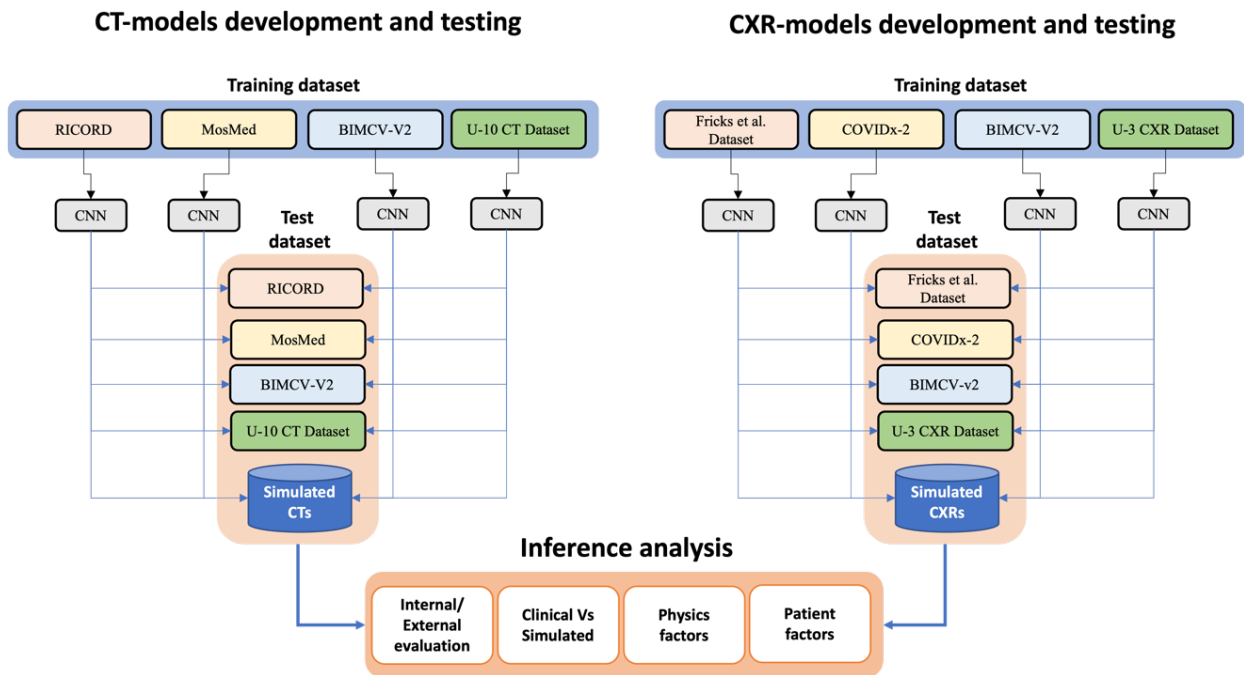 CT-models development and testing
CXR-models development and testing
Training dataset
RICORD
MosMed
BIMCV-V2
U-10 CT Dataset
CNN
CNN
CNN
CNN
Test
dataset
RICORD
MosMed
BIMCV-V2
U-10 CT Dataset
Simulated
CTs
Training dataset
Fricks et al.
Dataset
COVIDx-2
BIMCV-V2
U-3 CXR Dataset
CNN
CNN
CNN
CNN
Test
dataset
Fricks et al.
Dataset
COVIDx-2
BIMCV-v2
U-3 CXR Dataset
Simulated
CXRs
Inference analysis
Internal/
External
evaluation
Clinical Vs
Simulated
Physics
factors
Patient
factors